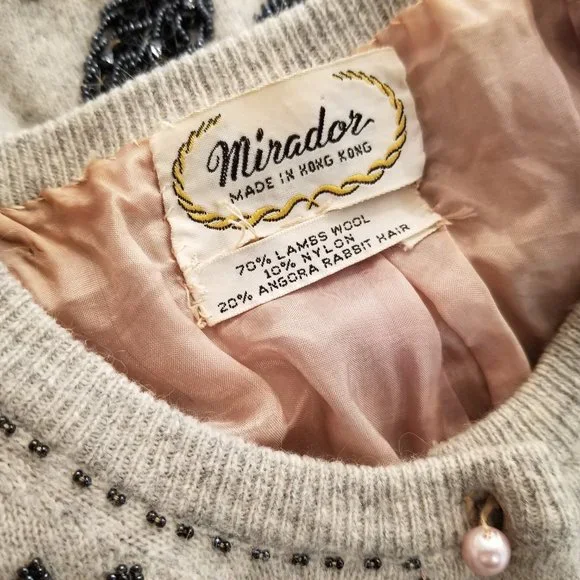 Mirador
MADE IN HONG KONG
70% LAMBS WOOL
10% NYLON
20% ANGORA RABBIT HAIR